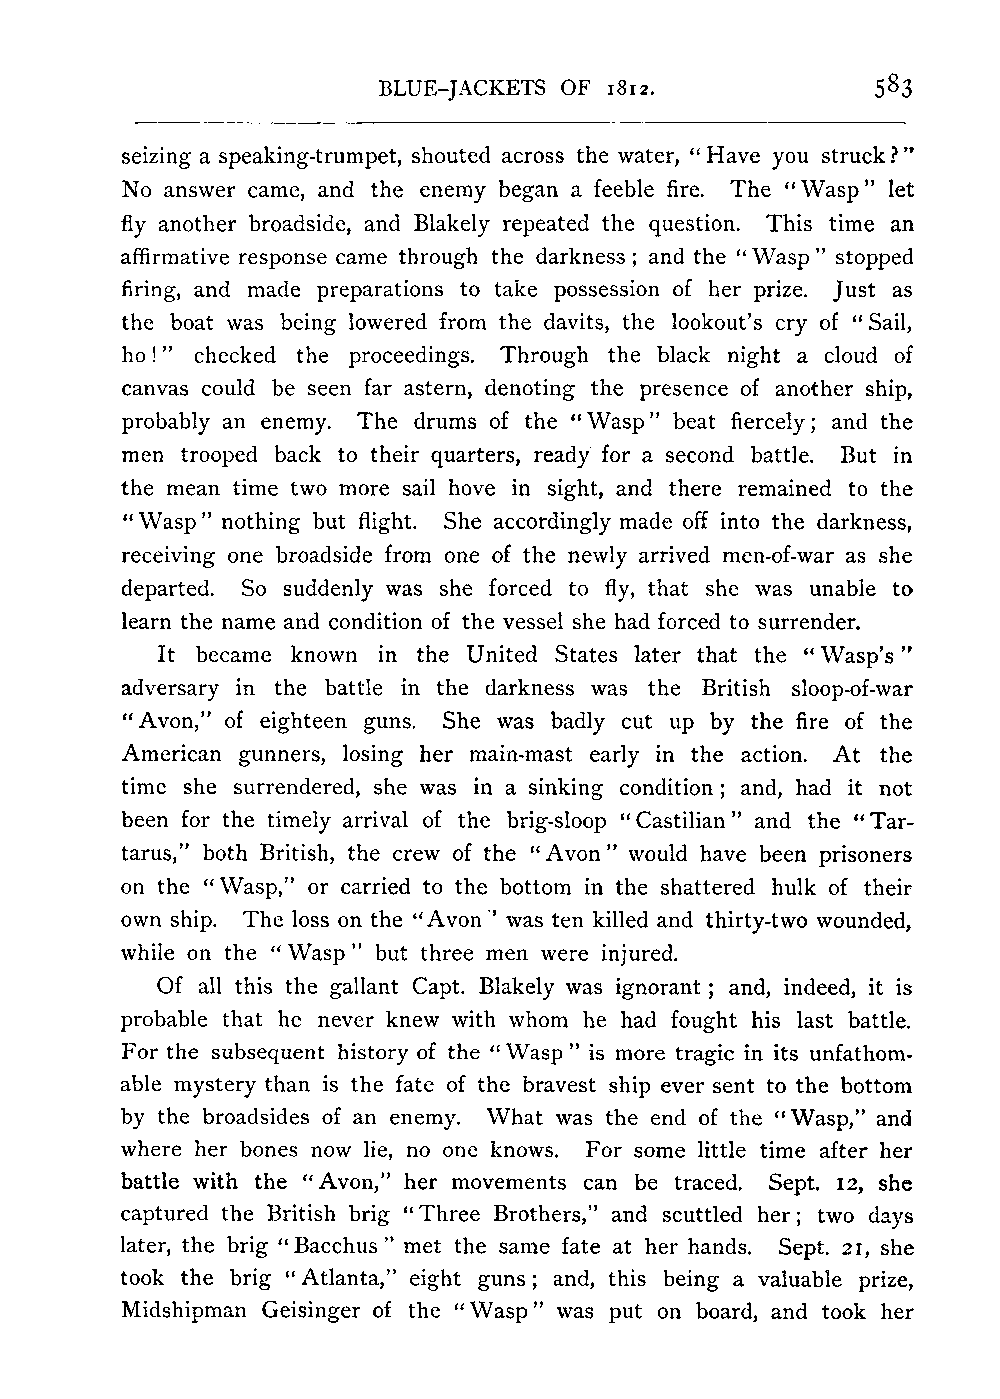 BLUE-JACKETS OF 1812. 583
seizing a speaking-trumpet, shouted across the water, “Have you struck?”
No answer came, and the enemy began a feeble fire. The “Wasp” let
fly another broadside, and Blakely repeated the question. This time an
affirmative response came through the darkness; and the “Wasp” stopped
firing, and made preparations to take possession of her prize. Just as
the boat was being lowered from the davits, the lookout's cry of “Sail,
ho!” checked the proceedings. Through the black night a cloud of
canvas could be seen far astern, denoting the presence of another ship,
probably an enemy. The drums of the “Wasp” beat fiercely; and the
men trooped back to their quarters, ready for a second battle. But in
the mean time two more sail hove in sight, and there remained to the
“Wasp” nothing but flight. She accordingly made off into the darkness,
receiving one broadside from one of the newly arrived men-of-war as she
departed. So suddenly was she forced to fly, that she was unable to
learn the name and condition of the vessel she had forced to surrender.
It became known in the United States later that the “Wasp's”
adversary in the battle in the darkness was the British sloop-of-war
“Avon,” of eighteen guns. She was badly cut up by the fire of the
American gunners, losing her main-mast early in the action. At the
time she surrendered, she was in a sinking condition; and, had it not
been for the timely arrival of the brig-sloop “Castilian” and the “Tar-
tarus,” both British, the crew of the “Avon” would have been prisoners
on the “Wasp,” or carried to the bottom in the shattered hulk of their
own ship. The loss on the “Avon” was ten killed and thirty-two wounded,
while on the “Wasp” but three men were injured.
Of all this the gallant Capt. Blakely was ignorant; and, indeed, it is
probable that he never knew with whom he had fought his last battle.
For the subsequent history of the “Wasp” is more tragic in its unfathom-
able mystery than is the fate of the bravest ship ever sent to the bottom
by the broadsides of an enemy. What was the end of the “Wasp,” and
where her bones now lie, no one knows. For some little time after her
battle with the “Avon,” her movements can be traced. Sept. 12, she
captured the British brig “Three Brothers,” and scuttled her; two days
later, the brig “Bacchus” met the same fate at her hands. Sept. 21, she
took the brig “Atlanta,” eight guns; and, this being a valuable prize,
Midshipman Geisinger of the “Wasp” was put on board, and took her